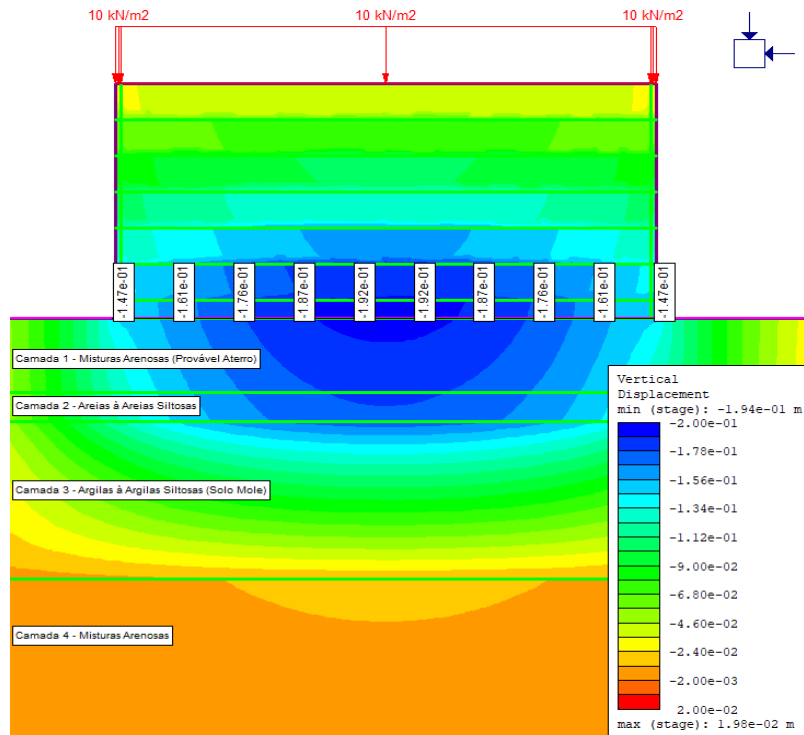 10 kN/m2
10 kN/m2
10 kN/m2
-1.47e-01
-1.61e-01
-1.76e-01
-1.87e-01
-1.92e-01
-1.92e-01
-1.87e-01
-1.76e-01
-1.61e-01
-1.47e-01
Camada 1 - Misturas Arenosas (Provável Aterro)
Camada 2 - Areias à Areias Siltosas
Camada 3 - Argilas à Argilas Siltosas (Solo Mole)
Camada 4 - Misturas Arenosas
Vertical
Displacement
min (stage): -1.94e-01 m
-2.00e-01
-1.78e-01
-1.56e-01
-1.34e-01
-1.12e-01
-9.00e-02
-6.80e-02
-4.60e-02
-2.40e-02
-2.00e-03
2.00e-02
max (stage): 1.98e-02 m